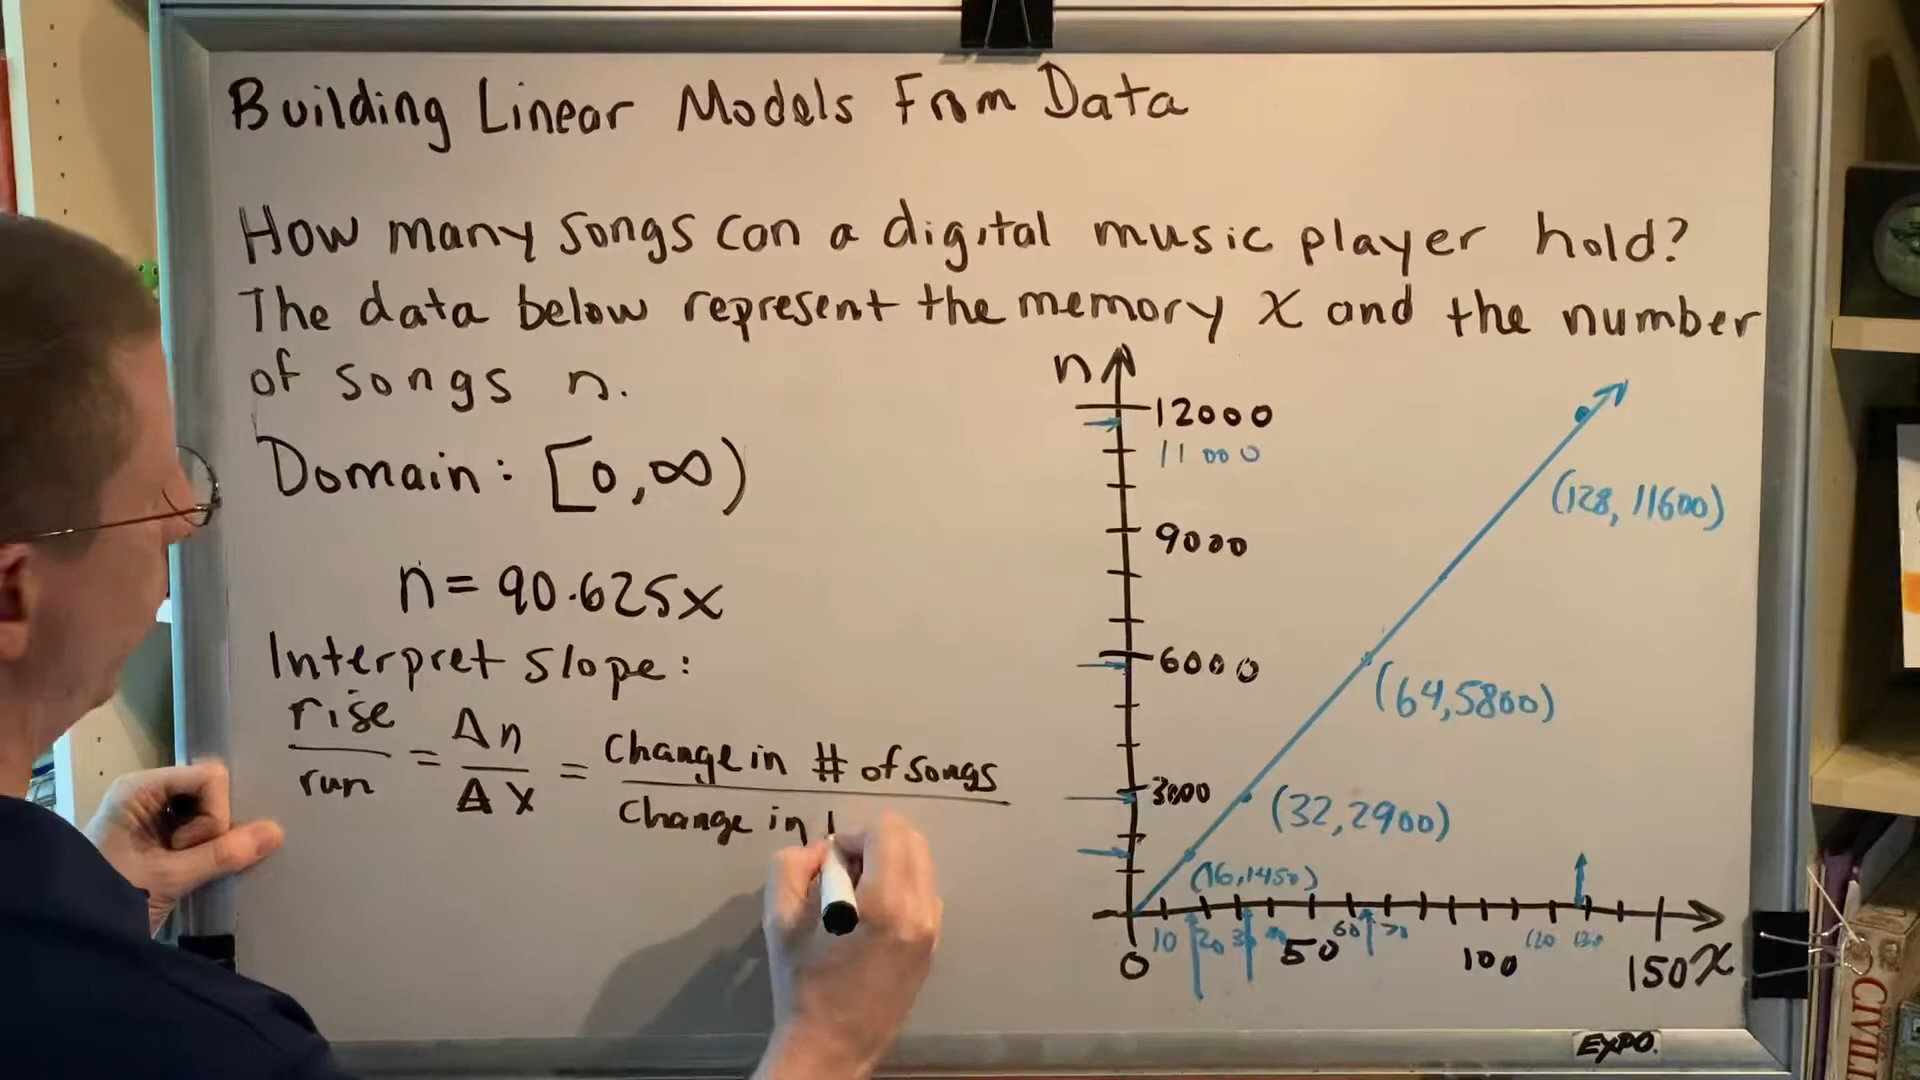 Building Linear Models From Data
How many songs can a digital music player hold?
The data below represent the memory x and the number
of songs n.
Domain: [0,∞)
n = 90.625x
Interpret slope:
rise/run = Δn/Δx = Change in # of songs/Change in
n
12000
11000
9000
6000
3000
(128, 11600)
(64,5800)
(32,2900)
(16,1450)
10 20 60 70 120 130
0 50 100 150 x
EXPO.
CIVIL